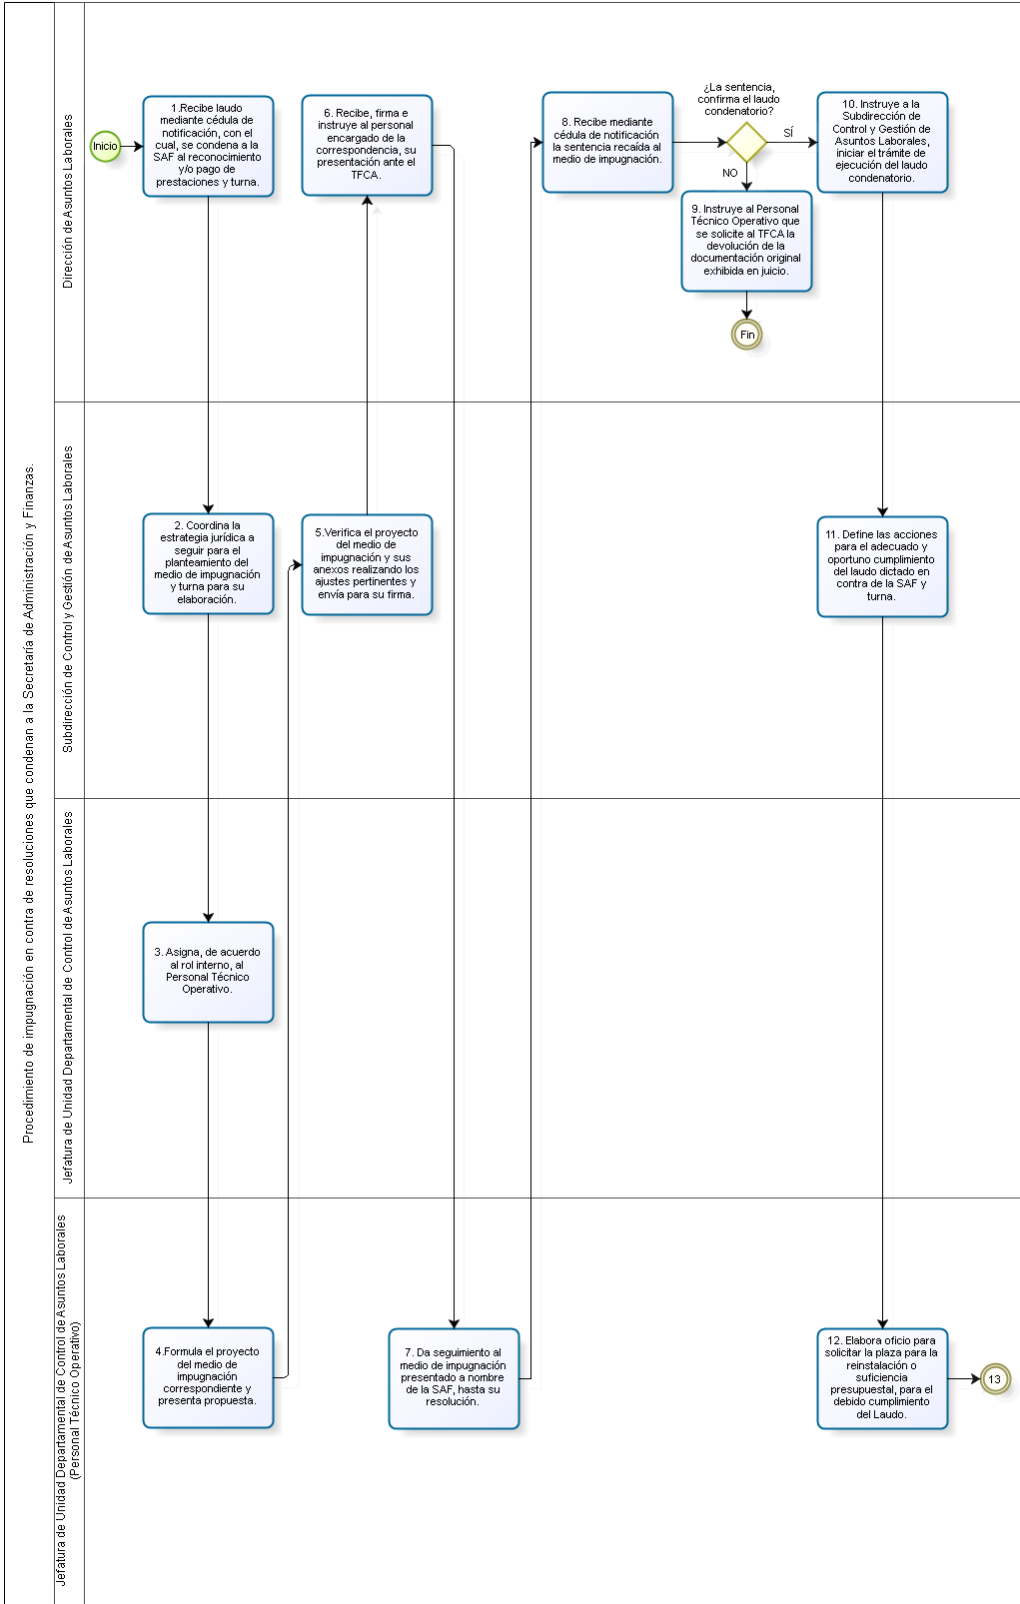 Procedimiento de impugnación en contra de resoluciones que condenan a la Secretaría de Administración y Finanzas.
Dirección de Asuntos Laborales
Inicio
1.Recibe laudo
mediante cédula de
notificación, con el
cual, se condena a la
SAF al reconocimiento
y/o pago de
prestaciones y turna.
6. Recibe, firma e
instruye al personal
encargado de la
correspondencia, su
presentación ante el
TFCA.
8. Recibe mediante
cédula de notificación
la sentencia recaída al
medio de impugnación.
¿La sentencia,
confirma el laudo
condenatorio?
SÍ
NO
10. Instruye a la
Subdirección de
Control y Gestión de
Asuntos Laborales,
iniciar el trámite de
ejecución del laudo
condenatorio.
9. Instruye al Personal
Técnico Operativo que
se solicite al TFCA la
devolución de la
documentación original
exhibida en juicio.
Fin
Subdirección de Control y Gestión de Asuntos Laborales
2. Coordina la
estrategia jurídica a
seguir para el
planteamiento del
medio de impugnación
y turna para su
elaboración.
5.Verifica el proyecto
del medio de
impugnación y sus
anexos realizando los
ajustes pertinentes y
envía para su firma.
11. Define las acciones
para el adecuado y
oportuno cumplimiento
del laudo dictado en
contra de la SAF y
turna.
Jefatura de Unidad Departamental de Control de Asuntos Laborales
3. Asigna, de acuerdo
al rol interno, al
Personal Técnico
Operativo.
Jefatura de Unidad Departamental de Control de Asuntos Laborales
(Personal Técnico Operativo)
4.Formula el proyecto
del medio de
impugnación
correspondiente y
presenta propuesta.
7. Da seguimiento al
medio de impugnación
presentado a nombre
de la SAF, hasta su
resolución.
12. Elabora oficio para
solicitar la plaza para la
reinstalación o
suficiencia
presupuestal, para el
debido cumplimiento
del Laudo.
13